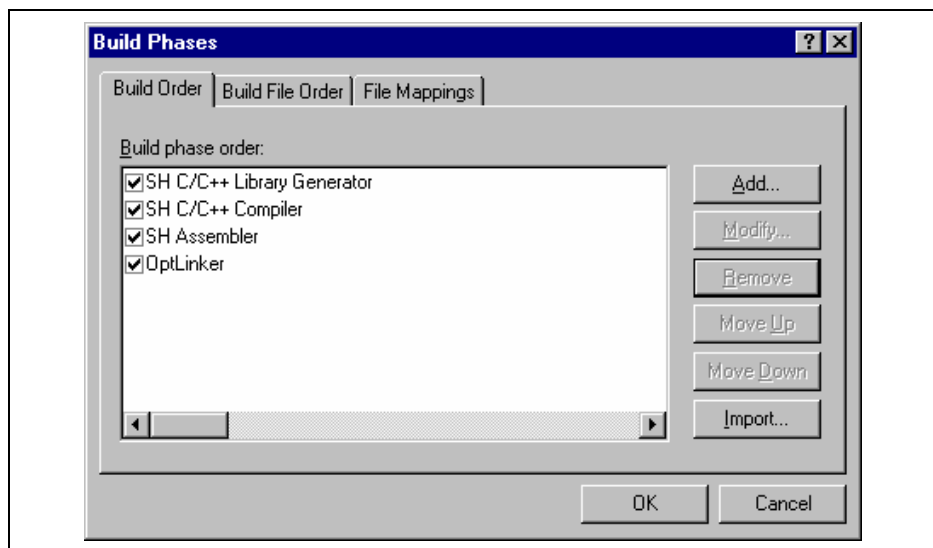 Build Phases
Build Order
Build File Order
File Mappings
Build phase order:
SH C/C++ Library Generator
SH C/C++ Compiler
SH Assembler
OptLinker
Add...
Modify...
Remove
Move Up
Move Down
Import...
OK
Cancel